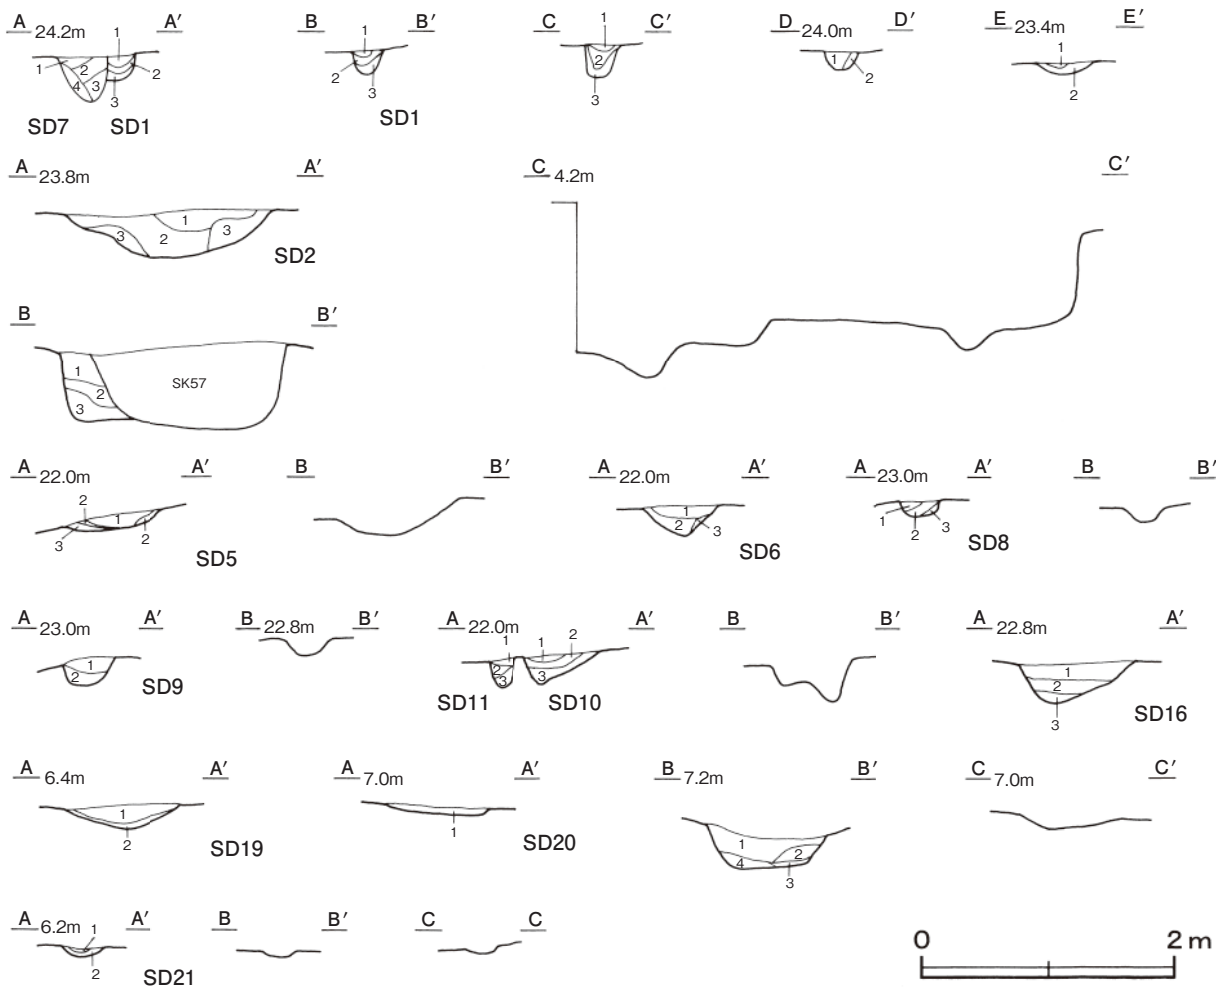 A 24.2m A′ B B′ C C′ D 24.0m D′ E 23.4m E′
1 1 2 2 4 3 3
1 2 3
1 2 3
1 2
1 2
SD7 SD1 SD1
A 23.8m A′ C 4.2m C′
1 2 3 3
SD2
B B′
1 2 3 SK57
A 22.0m A′ B B′ A 22.0m A′ A 23.0m A′ B B′
2 1 3 2
1 2 3
1 2 3
SD5 SD6 SD8
A 23.0m A′ B 22.8m B′ A 22.0m A′ B B′ A 22.8m A′
1 2
1 2 3 1 2 3
1 2 3
SD9 SD11 SD10 SD16
A 6.4m A′ A 7.0m A′ B 7.2m B′ C 7.0m C′
1 2
1
1 2 4 3
SD19 SD20
A 6.2m A′ B B′ C C
1 2
SD21
0 2 m